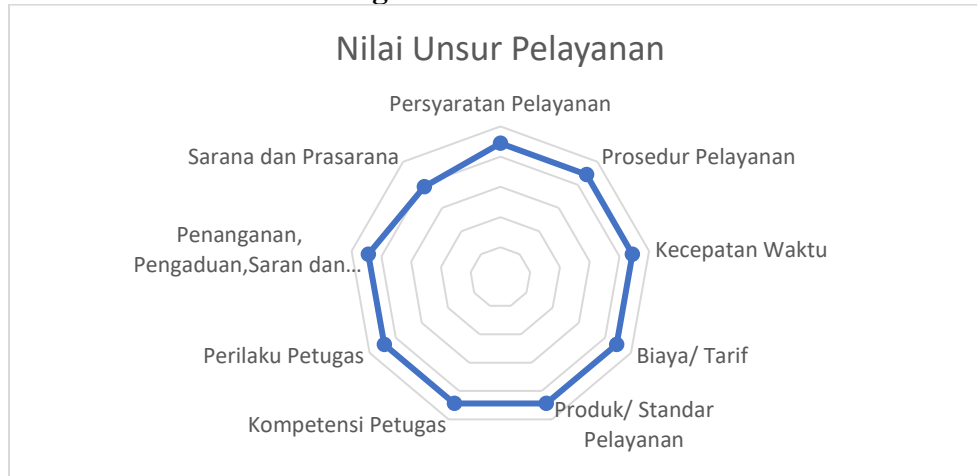 Nilai Unsur Pelayanan
Persyaratan Pelayanan
Prosedur Pelayanan
Kecepatan Waktu
Biaya/ Tarif
Produk/ Standar
Pelayanan
Kompetensi Petugas
Perilaku Petugas
Penanganan,
Pengaduan,Saran dan...
Sarana dan Prasarana